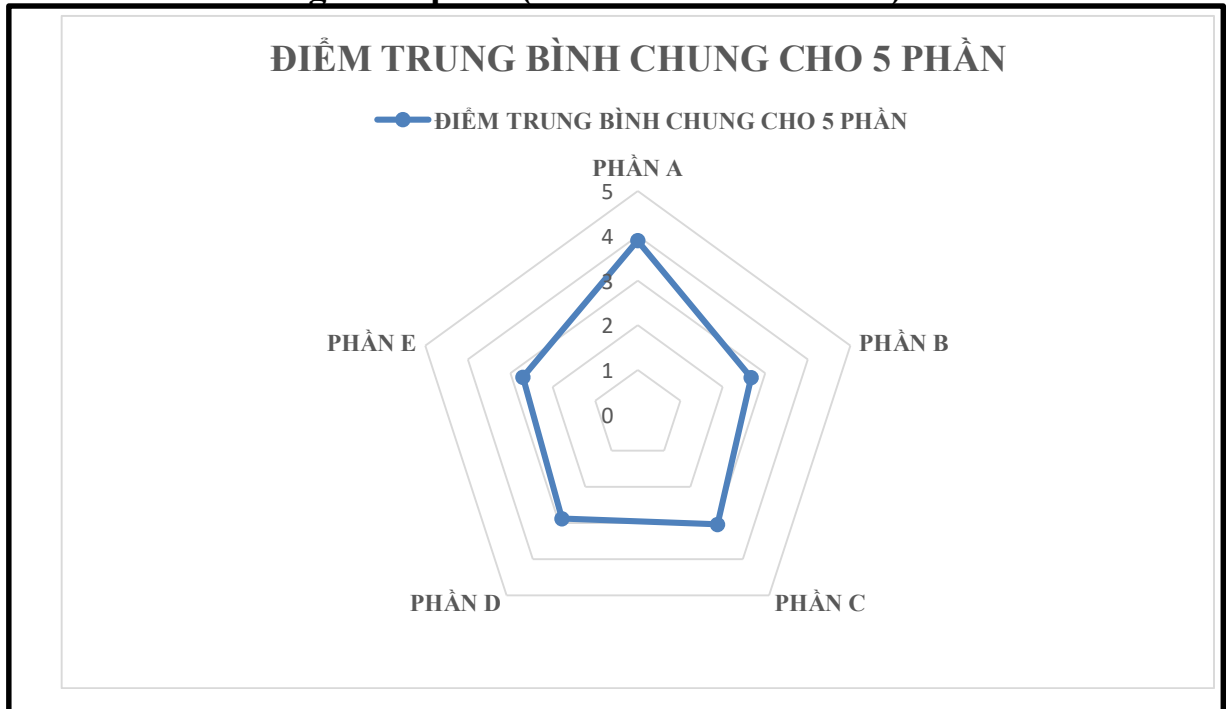 ĐIỂM TRUNG BÌNH CHUNG CHO 5 PHẦN
ĐIỂM TRUNG BÌNH CHUNG CHO 5 PHẦN
PHẦN A
5
4
3
2
1
0
PHẦN E
PHẦN B
PHẦN D
PHẦN C